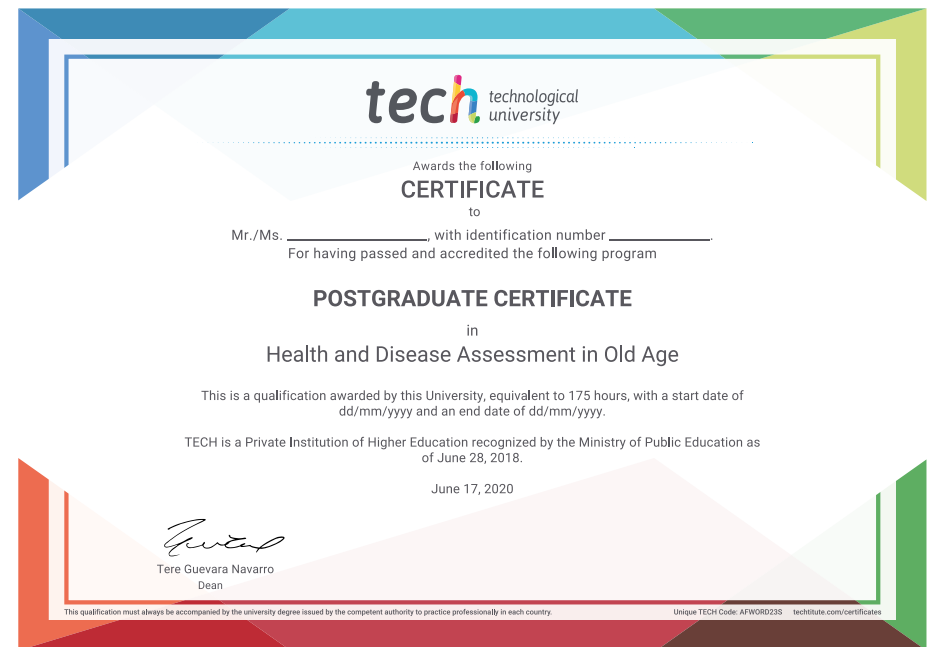 tech technological
university
Awards the following
CERTIFICATE
to
Mr./Ms. ____________, with identification number ____________.
For having passed and accredited the following program
POSTGRADUATE CERTIFICATE
in
Health and Disease Assessment in Old Age
This is a qualification awarded by this University, equivalent to 175 hours, with a start date of
dd/mm/yyyy and an end date of dd/mm/yyyy.
TECH is a Private Institution of Higher Education recognized by the Ministry of Public Education as
of June 28, 2018.
June 17, 2020
Tere Guevara Navarro
Dean
This qualification must always be accompanied by the university degree issued by the competent authority to practice professionally in each country. Unique TECH Code: AFWORD23S techtitute.com/certificates